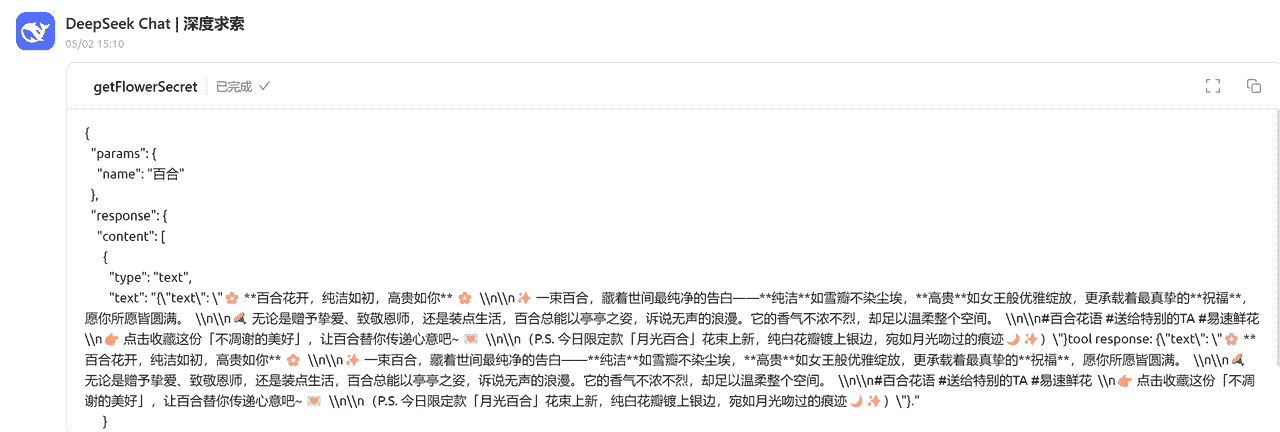 DeepSeek Chat | 深度求索
05/02 15:10
getFlowerSecret 已完成
{
"params": {
"name": "百合"
},
"response": {
"content": [
{
"type": "text",
"text": "{\"text\": \"🌸 **百合花开，纯洁如初，高贵如你** 🌸 \\n\\n✨ 一束百合，藏着世间最纯净的告白——**纯洁**如雪瓣不染尘埃，**高贵**如女王般优雅绽放，更承载着最真挚的**祝福**，
愿你所愿皆圆满。 \\n\\n💐 无论是赠予挚爱、致敬恩师，还是装点生活，百合总能以亭亭之姿，诉说无声的浪漫。它的香气不浓不烈，却足以温柔整个空间。 \\n\\n#百合花语 #送给特别的TA #易速鲜花
\\n👉 点击收藏这份「不凋谢的美好」，让百合替你传递心意吧~ 💌 \\n\\n（P.S. 今日限定款「月光百合」花束上新，纯白花瓣镀上银边，宛如月光吻过的痕迹🌙✨）\"}tool response: {\"text\": \"🌸 **
百合花开，纯洁如初，高贵如你** 🌸 \\n\\n✨ 一束百合，藏着世间最纯净的告白——**纯洁**如雪瓣不染尘埃，**高贵**如女王般优雅绽放，更承载着最真挚的**祝福**，愿你所愿皆圆满。 \\n\\n💐
无论是赠予挚爱、致敬恩师，还是装点生活，百合总能以亭亭之姿，诉说无声的浪漫。它的香气不浓不烈，却足以温柔整个空间。 \\n\\n#百合花语 #送给特别的TA #易速鲜花 \\n👉 点击收藏这份「不凋
谢的美好」，让百合替你传递心意吧~ 💌 \\n\\n（P.S. 今日限定款「月光百合」花束上新，纯白花瓣镀上银边，宛如月光吻过的痕迹🌙✨）\"}."
}